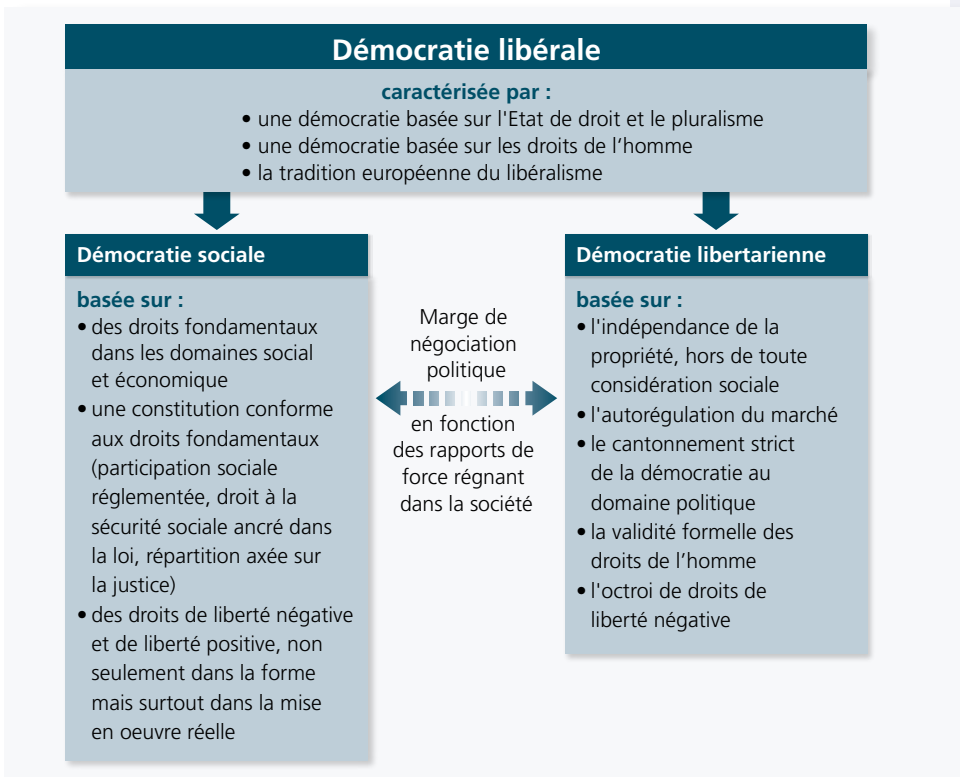 Démocratie libérale
caractérisée par :
• une démocratie basée sur l'Etat de droit et le pluralisme
• une démocratie basée sur les droits de l’homme
• la tradition européenne du libéralisme
Démocratie sociale
basée sur :
• des droits fondamentaux
dans les domaines social
et économique
• une constitution conforme
aux droits fondamentaux
(participation sociale
réglementée, droit à la
sécurité sociale ancré dans
la loi, répartition axée sur
la justice)
• des droits de liberté négative
et de liberté positive, non
seulement dans la forme
mais surtout dans la mise
en oeuvre réelle
Marge de
négociation
politique
en fonction
des rapports de
force régnant
dans la société
Démocratie libertarienne
basée sur :
• l'indépendance de la
propriété, hors de toute
considération sociale
• l'autorégulation du marché
• le cantonnement strict
de la démocratie au
domaine politique
• la validité formelle des
droits de l’homme
• l'octroi de droits de
liberté négative